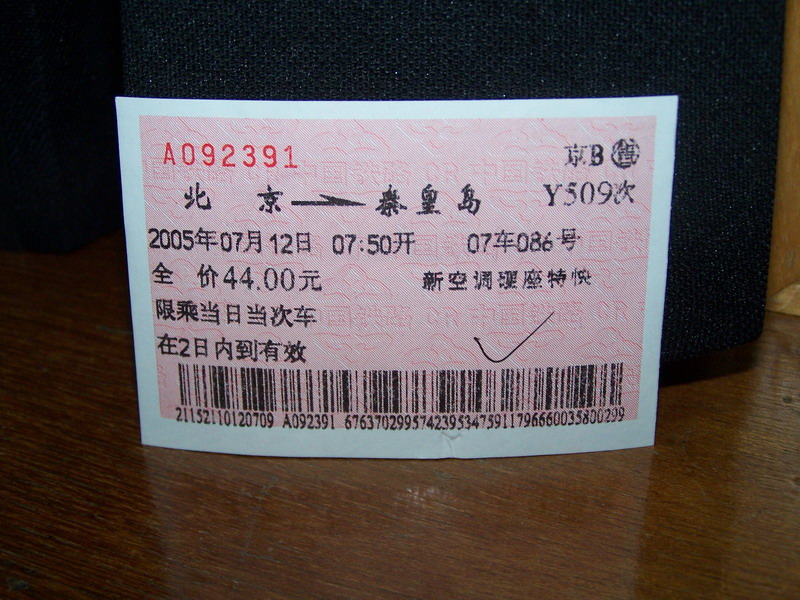 A092391 京B 售
北京→秦皇岛 Y509次
2005年07月12日 07:50开 07车086号
全价44.00元 新空调硬座特快
限乘当日当次车
在2日内到有效
21152110120709 A092391 6763702995742395347591179666003580029​9